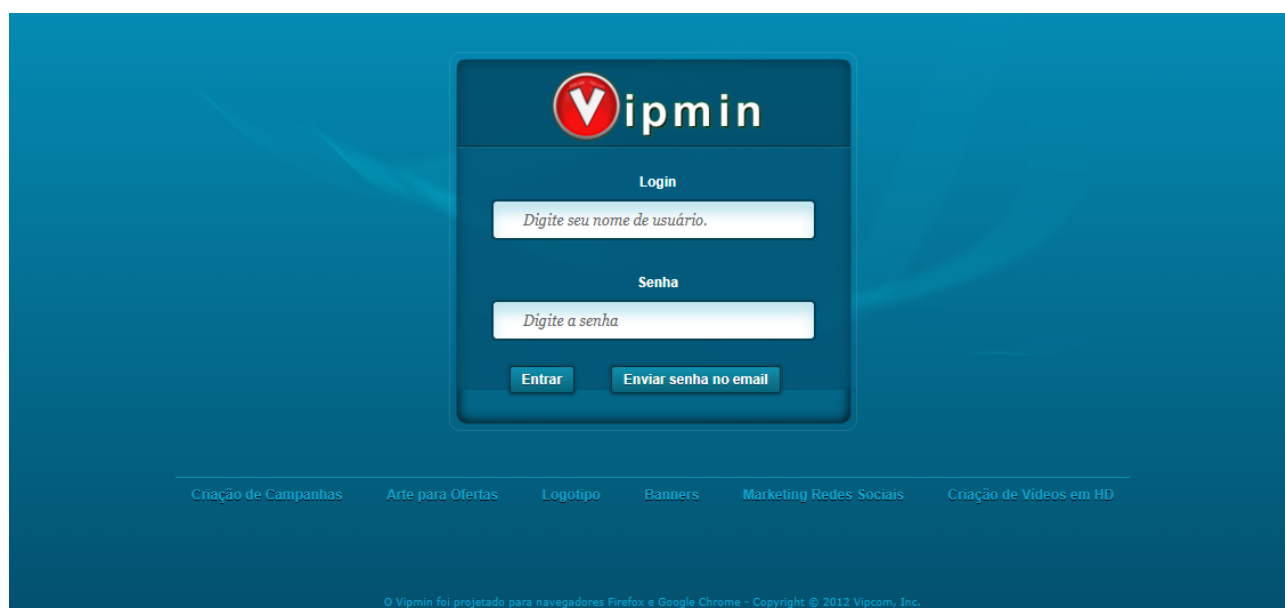 Vipmin
Login
Digite seu nome de usuário.
Senha
Digite a senha
Entrar Enviar senha no email
Criação de Campanhas Arte para Ofertas Logotipo Banners Marketing Redes Sociais Criação de Vídeos em HD
O Vipmin foi projetado para navegadores Firefox e Google Chrome - Copyright © 2012 Vipcom, Inc.